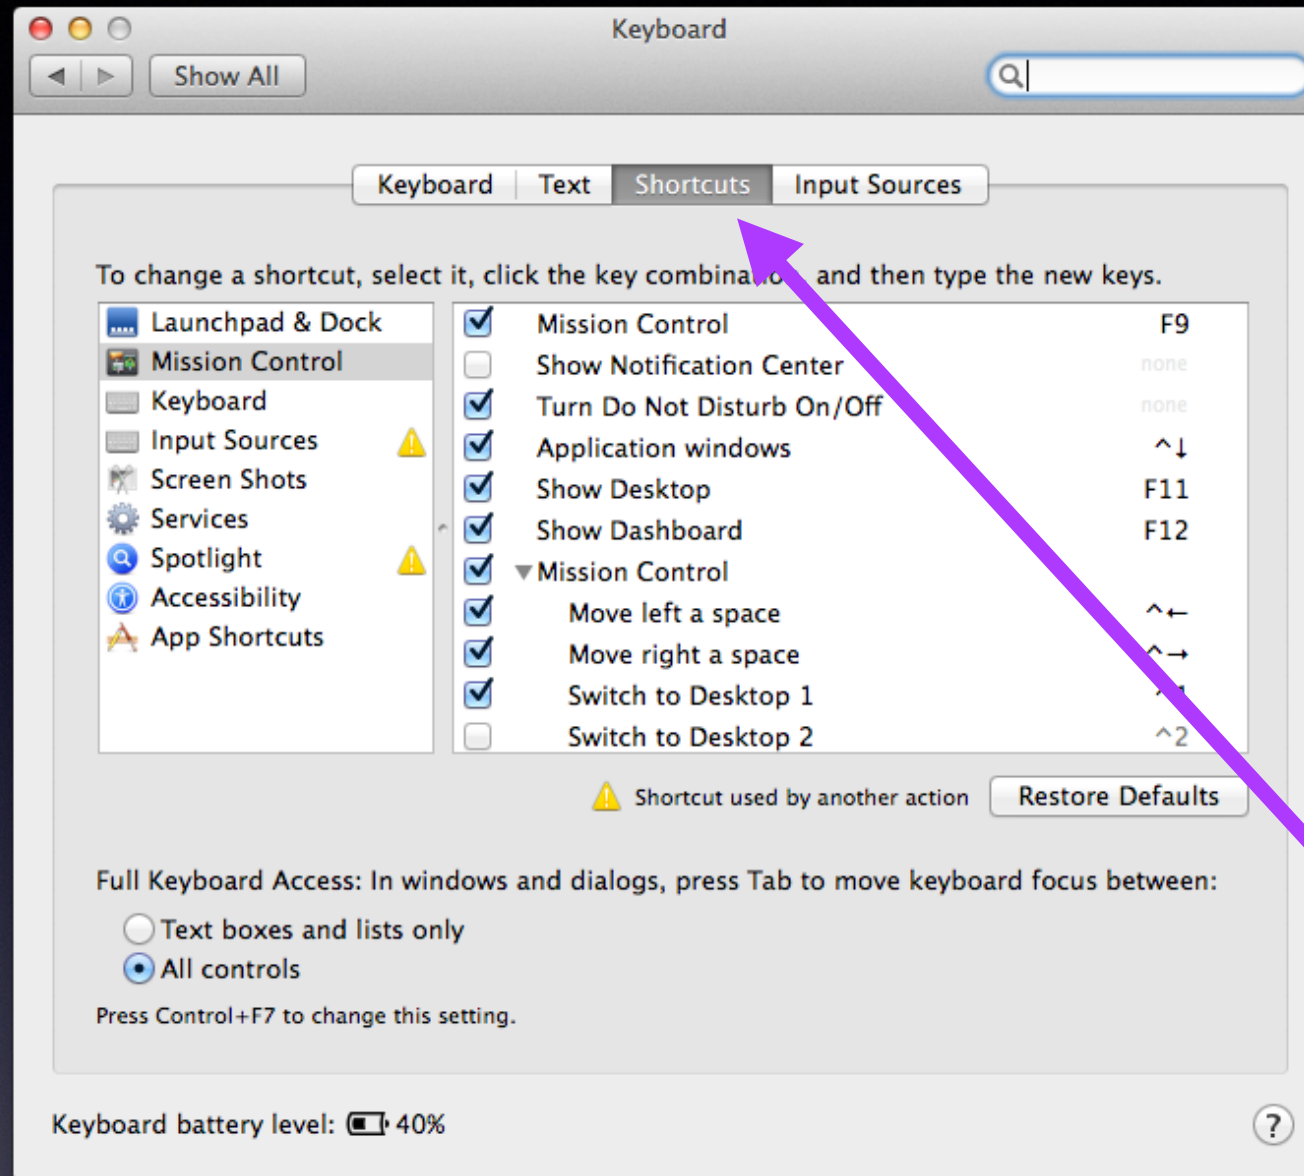 Keyboard
Show All
Keyboard Text Shortcuts Input Sources
To change a shortcut, select it, click the key combination, and then type the new keys.
Launchpad & Dock
Mission Control
Keyboard
Input Sources
Screen Shots
Services
Spotlight
Accessibility
App Shortcuts
Mission Control F9
Show Notification Center none
Turn Do Not Disturb On/Off none
Application windows ^↓
Show Desktop F11
Show Dashboard F12
Mission Control
Move left a space ^←
Move right a space ^→
Switch to Desktop 1 ^1
Switch to Desktop 2 ^2
Shortcut used by another action Restore Defaults
Full Keyboard Access: In windows and dialogs, press Tab to move keyboard focus between:
Text boxes and lists only
All controls
Press Control+F7 to change this setting.
Keyboard battery level: 40% ?